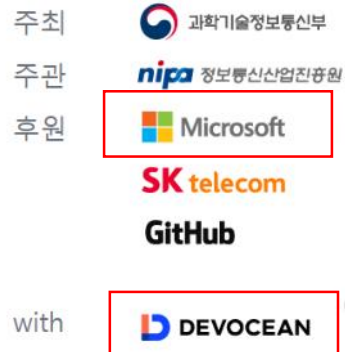 주최 과학기술정보통신부
주관 nipa 정보통신산업진흥원
후원 Microsoft
SK telecom
GitHub
with DEVOCEAN